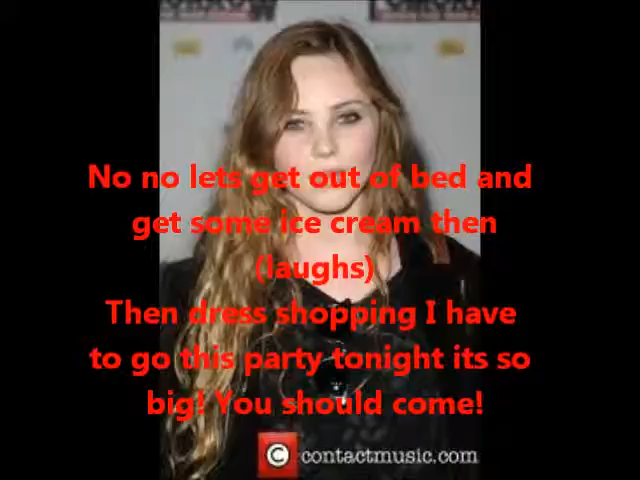 No no lets get out of bed and
get some ice cream then
(laughs)
Then dress shopping I have
to go this party tonight its so
big! You should come!
© contactmusic.com